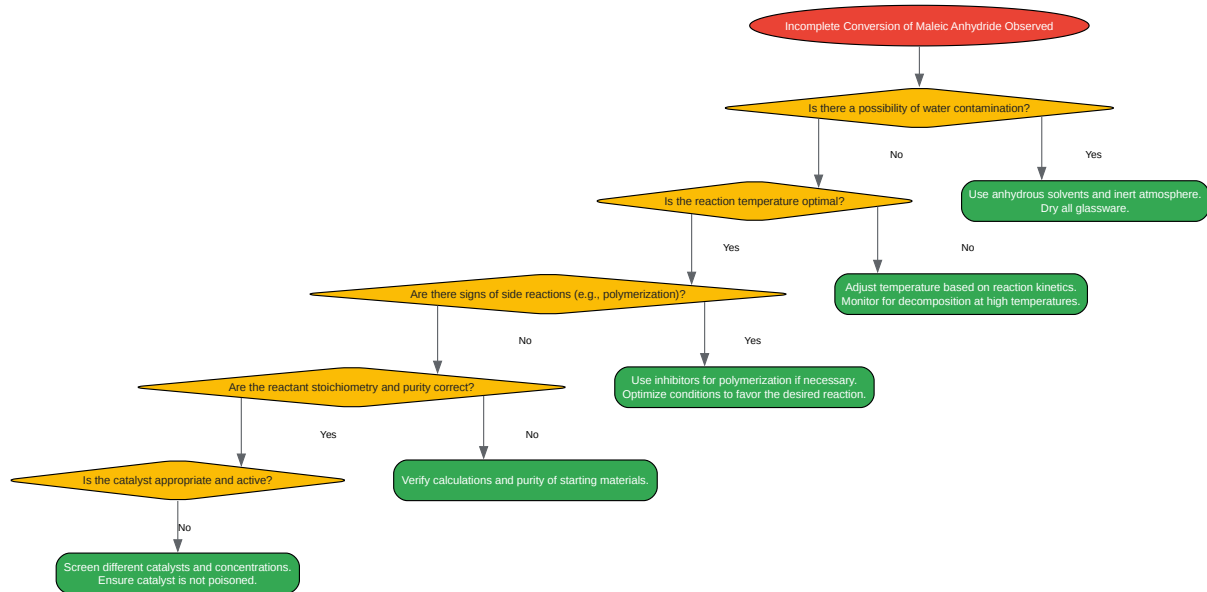 Incomplete Conversion of Maleic Anhydride Observed
Is there a possibility of water contamination?
No
Yes
Is the reaction temperature optimal?
Use anhydrous solvents and inert atmosphere.
Dry all glassware.
Yes
No
Are there signs of side reactions (e.g., polymerization)?
Adjust temperature based on reaction kinetics.
Monitor for decomposition at high temperatures.
No
Yes
Are the reactant stoichiometry and purity correct?
Use inhibitors for polymerization if necessary.
Optimize conditions to favor the desired reaction.
Yes
No
Is the catalyst appropriate and active?
Verify calculations and purity of starting materials.
No
Screen different catalysts and concentrations.
Ensure catalyst is not poisoned.